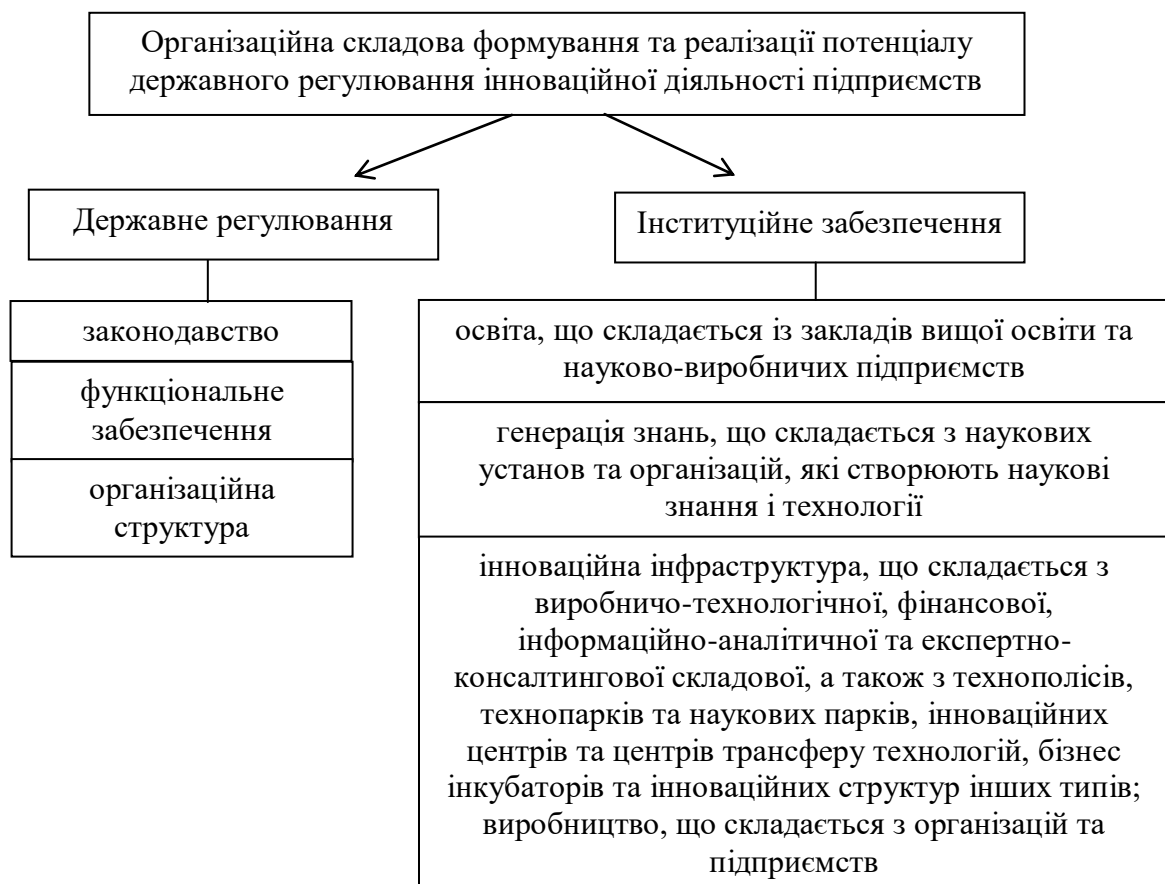 Організаційна складова формування та реалізації потенціалу
державного регулювання інноваційної діяльності підприємств
Державне регулювання
законодавство
функціональне
забезпечення
організаційна
структура
Інституційне забезпечення
освіта, що складається із закладів вищої освіти та
науково-виробничих підприємств
генерація знань, що складається з наукових
установ та організацій, які створюють наукові
знання і технології
інноваційна інфраструктура, що складається з
виробничо-технологічної, фінансової,
інформаційно-аналітичної та експертно-
консалтингової складової, а також з технополісів,
технопарків та наукових парків, інноваційних
центрів та центрів трансферу технологій, бізнес
інкубаторів та інноваційних структур інших типів;
виробництво, що складається з організацій та
підприємств